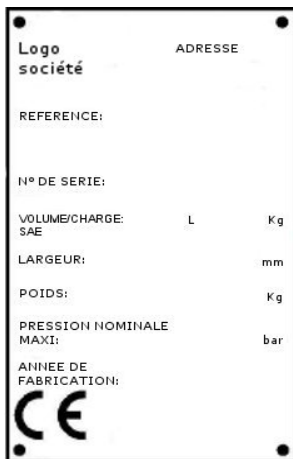 Logo ADRESSE
société
REFERENCE:
Nº DE SERIE:
VOLUME/CHARGE: L Kg
SAE
LARGEUR: mm
POIDS: Kg
PRESSION NOMINALE
MAXI: bar
ANNEE DE
FABRICATION:
CE